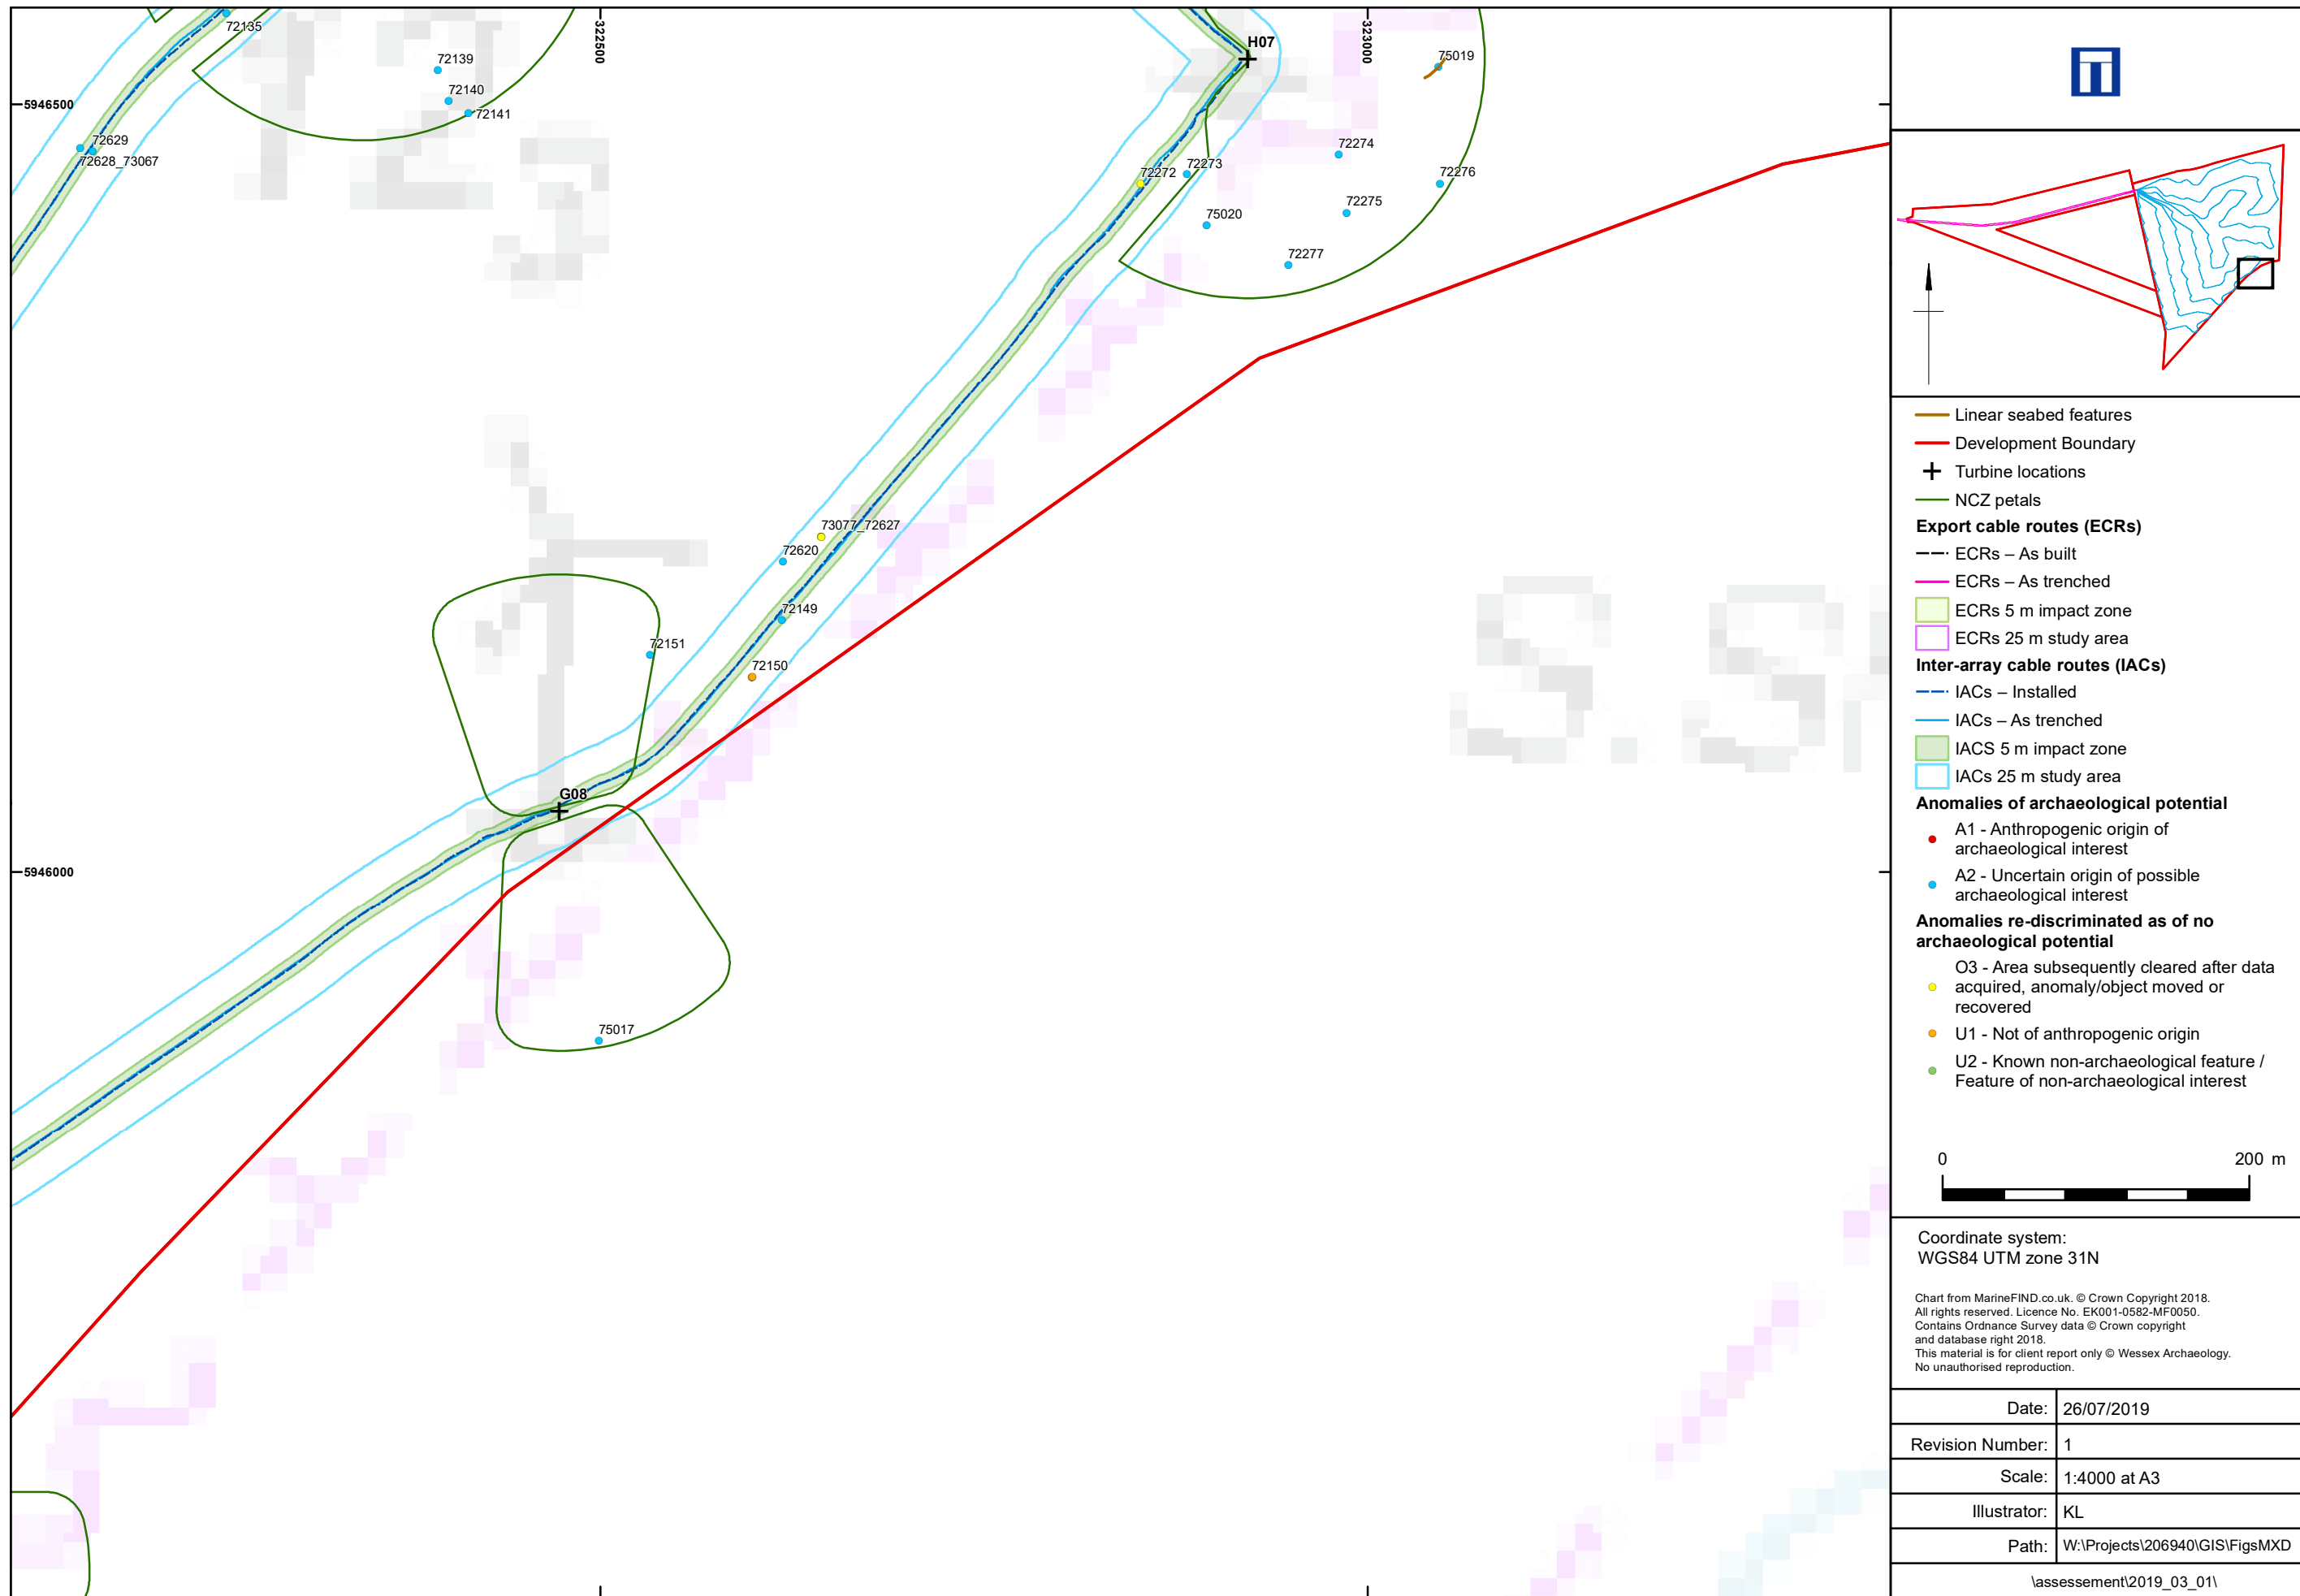 72135
72139
72140
72141
72629
72628_73067
322500
H07
323000
75019
5946500
72274
72273
72272
72276
72275
75020
72277
73077_72627
72620
72149
72151
72150
G08
5946000
75017
Linear seabed features
Development Boundary
Turbine locations
NCZ petals
Export cable routes (ECRs)
ECRs – As built
ECRs – As trenched
ECRs 5 m impact zone
ECRs 25 m study area
Inter-array cable routes (IACs)
IACs – Installed
IACs – As trenched
IACS 5 m impact zone
IACs 25 m study area
Anomalies of archaeological potential
A1 - Anthropogenic origin of
archaeological interest
A2 - Uncertain origin of possible
archaeological interest
Anomalies re-discriminated as of no
archaeological potential
O3 - Area subsequently cleared after data
acquired, anomaly/object moved or
recovered
U1 - Not of anthropogenic origin
U2 - Known non-archaeological feature /
Feature of non-archaeological interest
0 200 m
Coordinate system:
WGS84 UTM zone 31N
Chart from MarineFIND.co.uk. © Crown Copyright 2018.
All rights reserved. Licence No. EK001-0582-MF0050.
Contains Ordnance Survey data © Crown copyright
and database right 2018.
This material is for client report only © Wessex Archaeology.
No unauthorised reproduction.
Date: 26/07/2019
Revision Number: 1
Scale: 1:4000 at A3
Illustrator: KL
Path: W:\Projects\206940\GIS\FigsMXD
\assessement\2019_03_01\